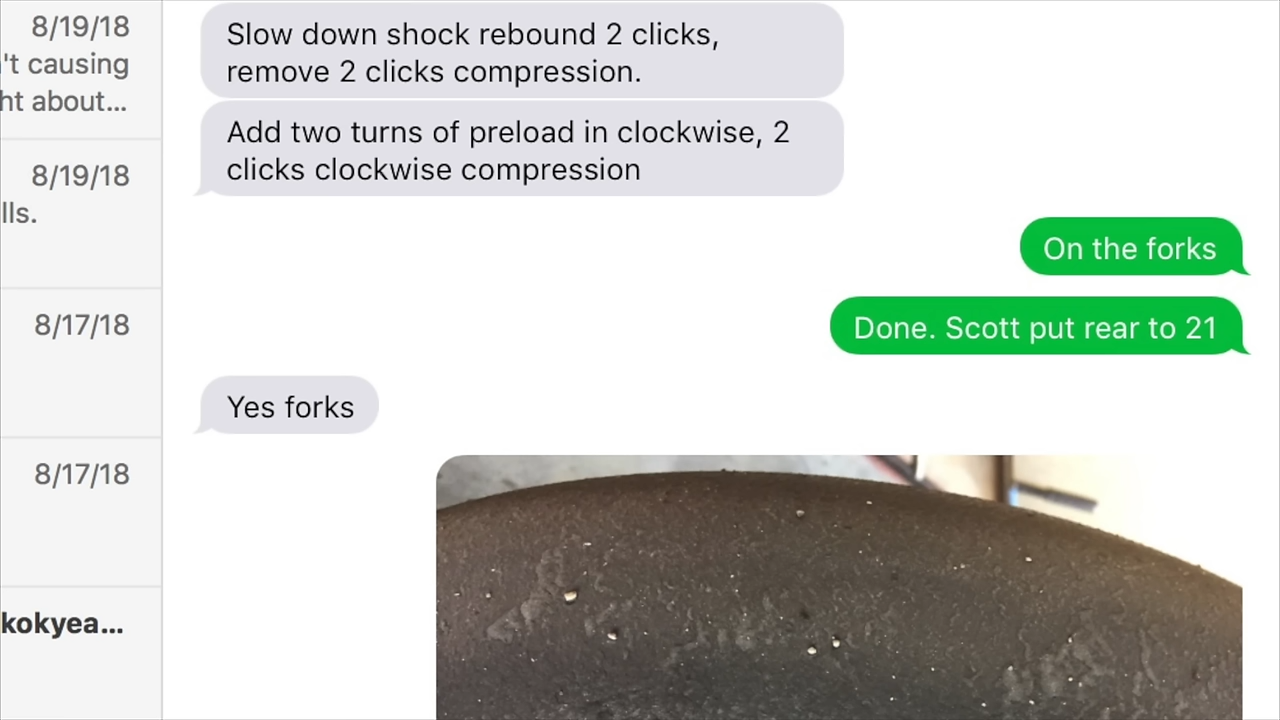 8/19/18
't causing
ht about...
8/19/18
lls.
8/17/18
8/17/18
kokyea...
Slow down shock rebound 2 clicks,
remove 2 clicks compression.
Add two turns of preload in clockwise, 2
clicks clockwise compression
On the forks
Done. Scott put rear to 21
Yes forks